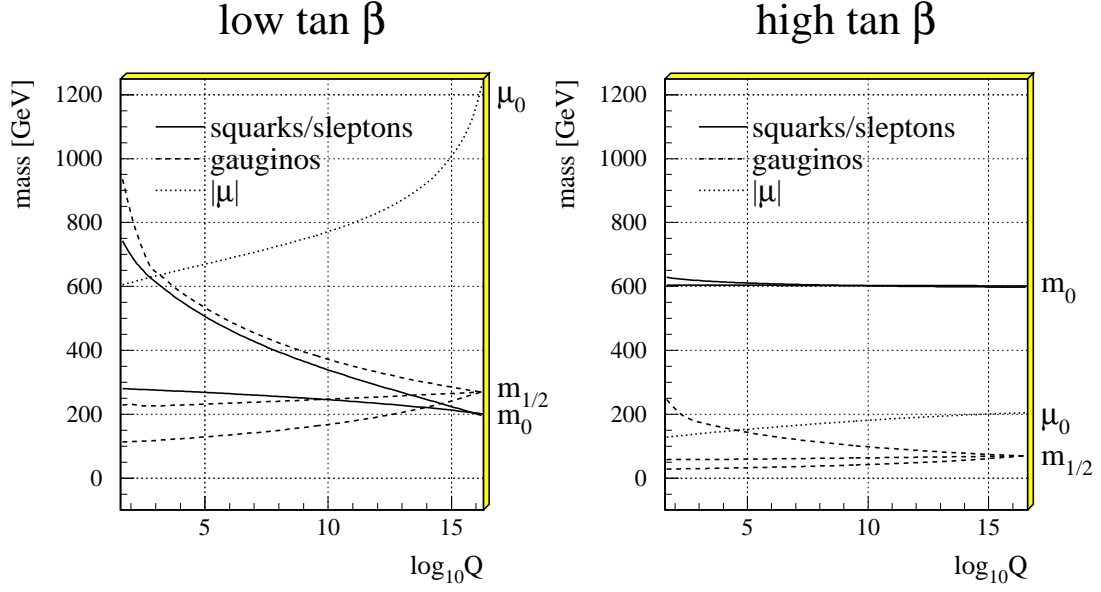 low tan β
mass [GeV]
1200
1000
800
600
400
200
0
squarks/sleptons
gauginos
|μ|
μ₀
m₁/₂
m₀
5 10 15
log₁₀Q
high tan β
mass [GeV]
1200
1000
800
600
400
200
0
squarks/sleptons
gauginos
|μ|
m₀
μ₀
m₁/₂
5 10 15
log₁₀Q